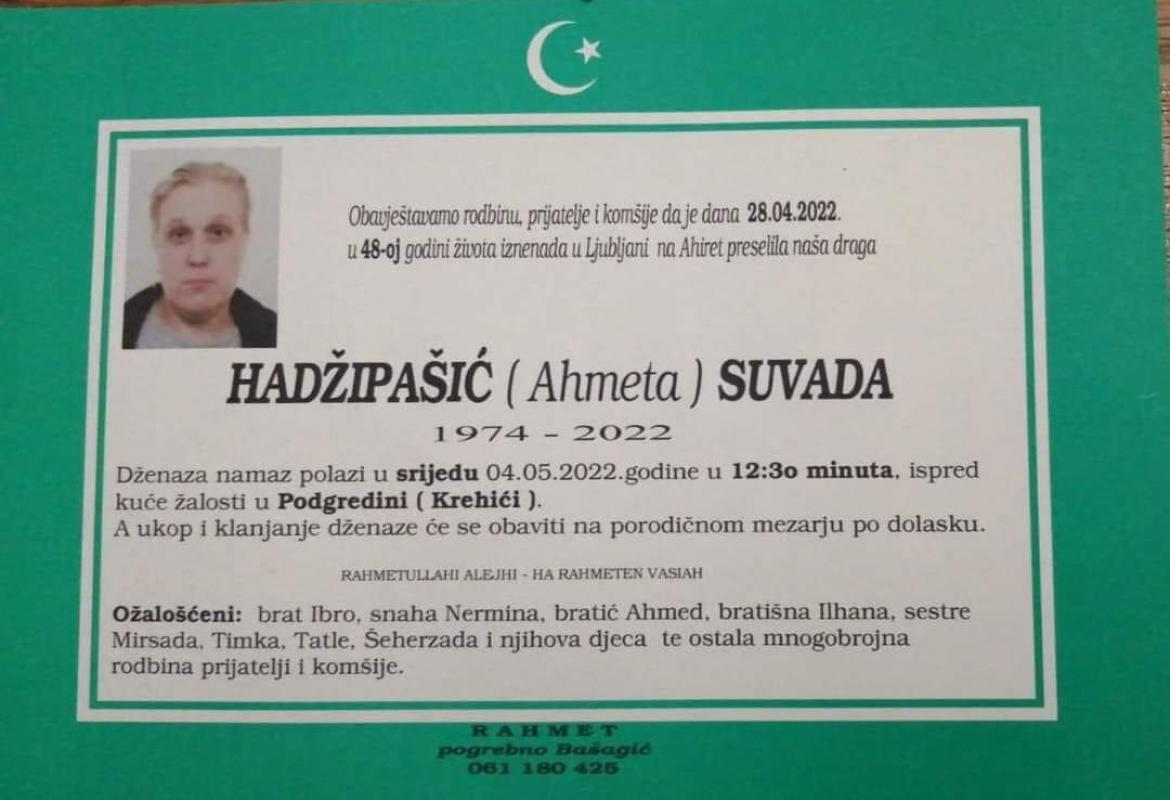 Obavještavamo rodbinu, prijatelje i komšije da je dana 28.04.2022.
u 48-oj godini života iznenada u Ljubljani na Ahiret preselila naša draga
HADŽIPAŠIĆ ( Ahmeta ) SUVADA
1974 - 2022
Dženaza namaz polazi u srijedu 04.05.2022.godine u 12:3o minuta, ispred
kuće žalosti u Podgredini ( Krehići ).
A ukop i klanjanje dženaze će se obaviti na porodičnom mezarju po dolasku.
RAHMETULLAHI ALEJHI - HA RAHMETEN VASIAH
Ožalošćeni: brat Ibro, snaha Nermina, bratić Ahmed, bratišna Ilhana, sestre
Mirsada, Timka, Tatle, Šeherzada i njihova djeca te ostala mnogobrojna
rodbina prijatelji i komšije.
RAHMET
pogrebno Bašagić
061 180 425